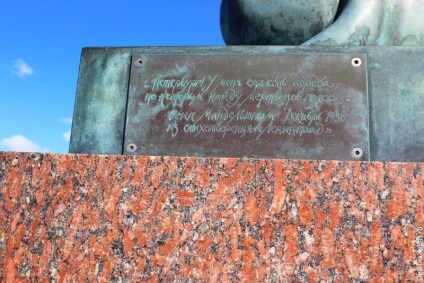 «Петербург! У меня еще есть адреса,
по которым найду мертвецов голоса...
Осип Мандельштам Декабрь 1930
Из стихотворения «Ленинград»